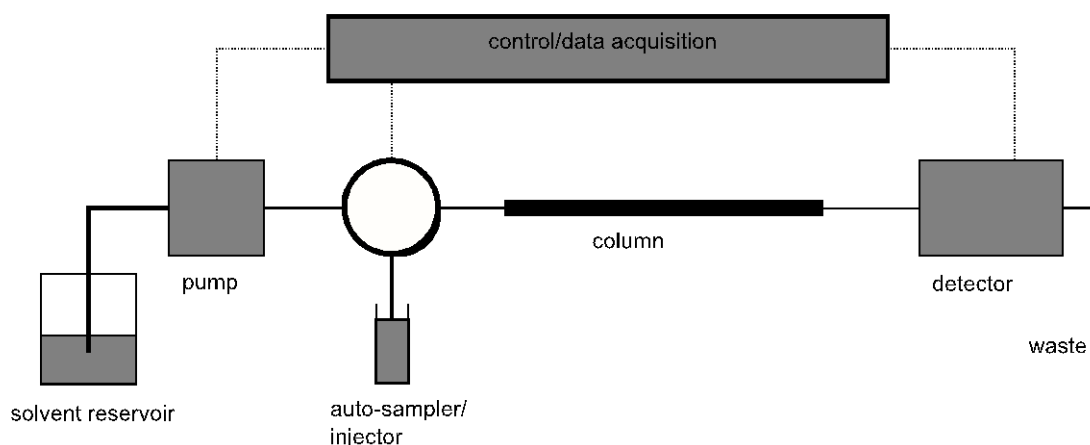 control/data acquisition
pump
column
detector
waste
solvent reservoir
auto-sampler/
injector